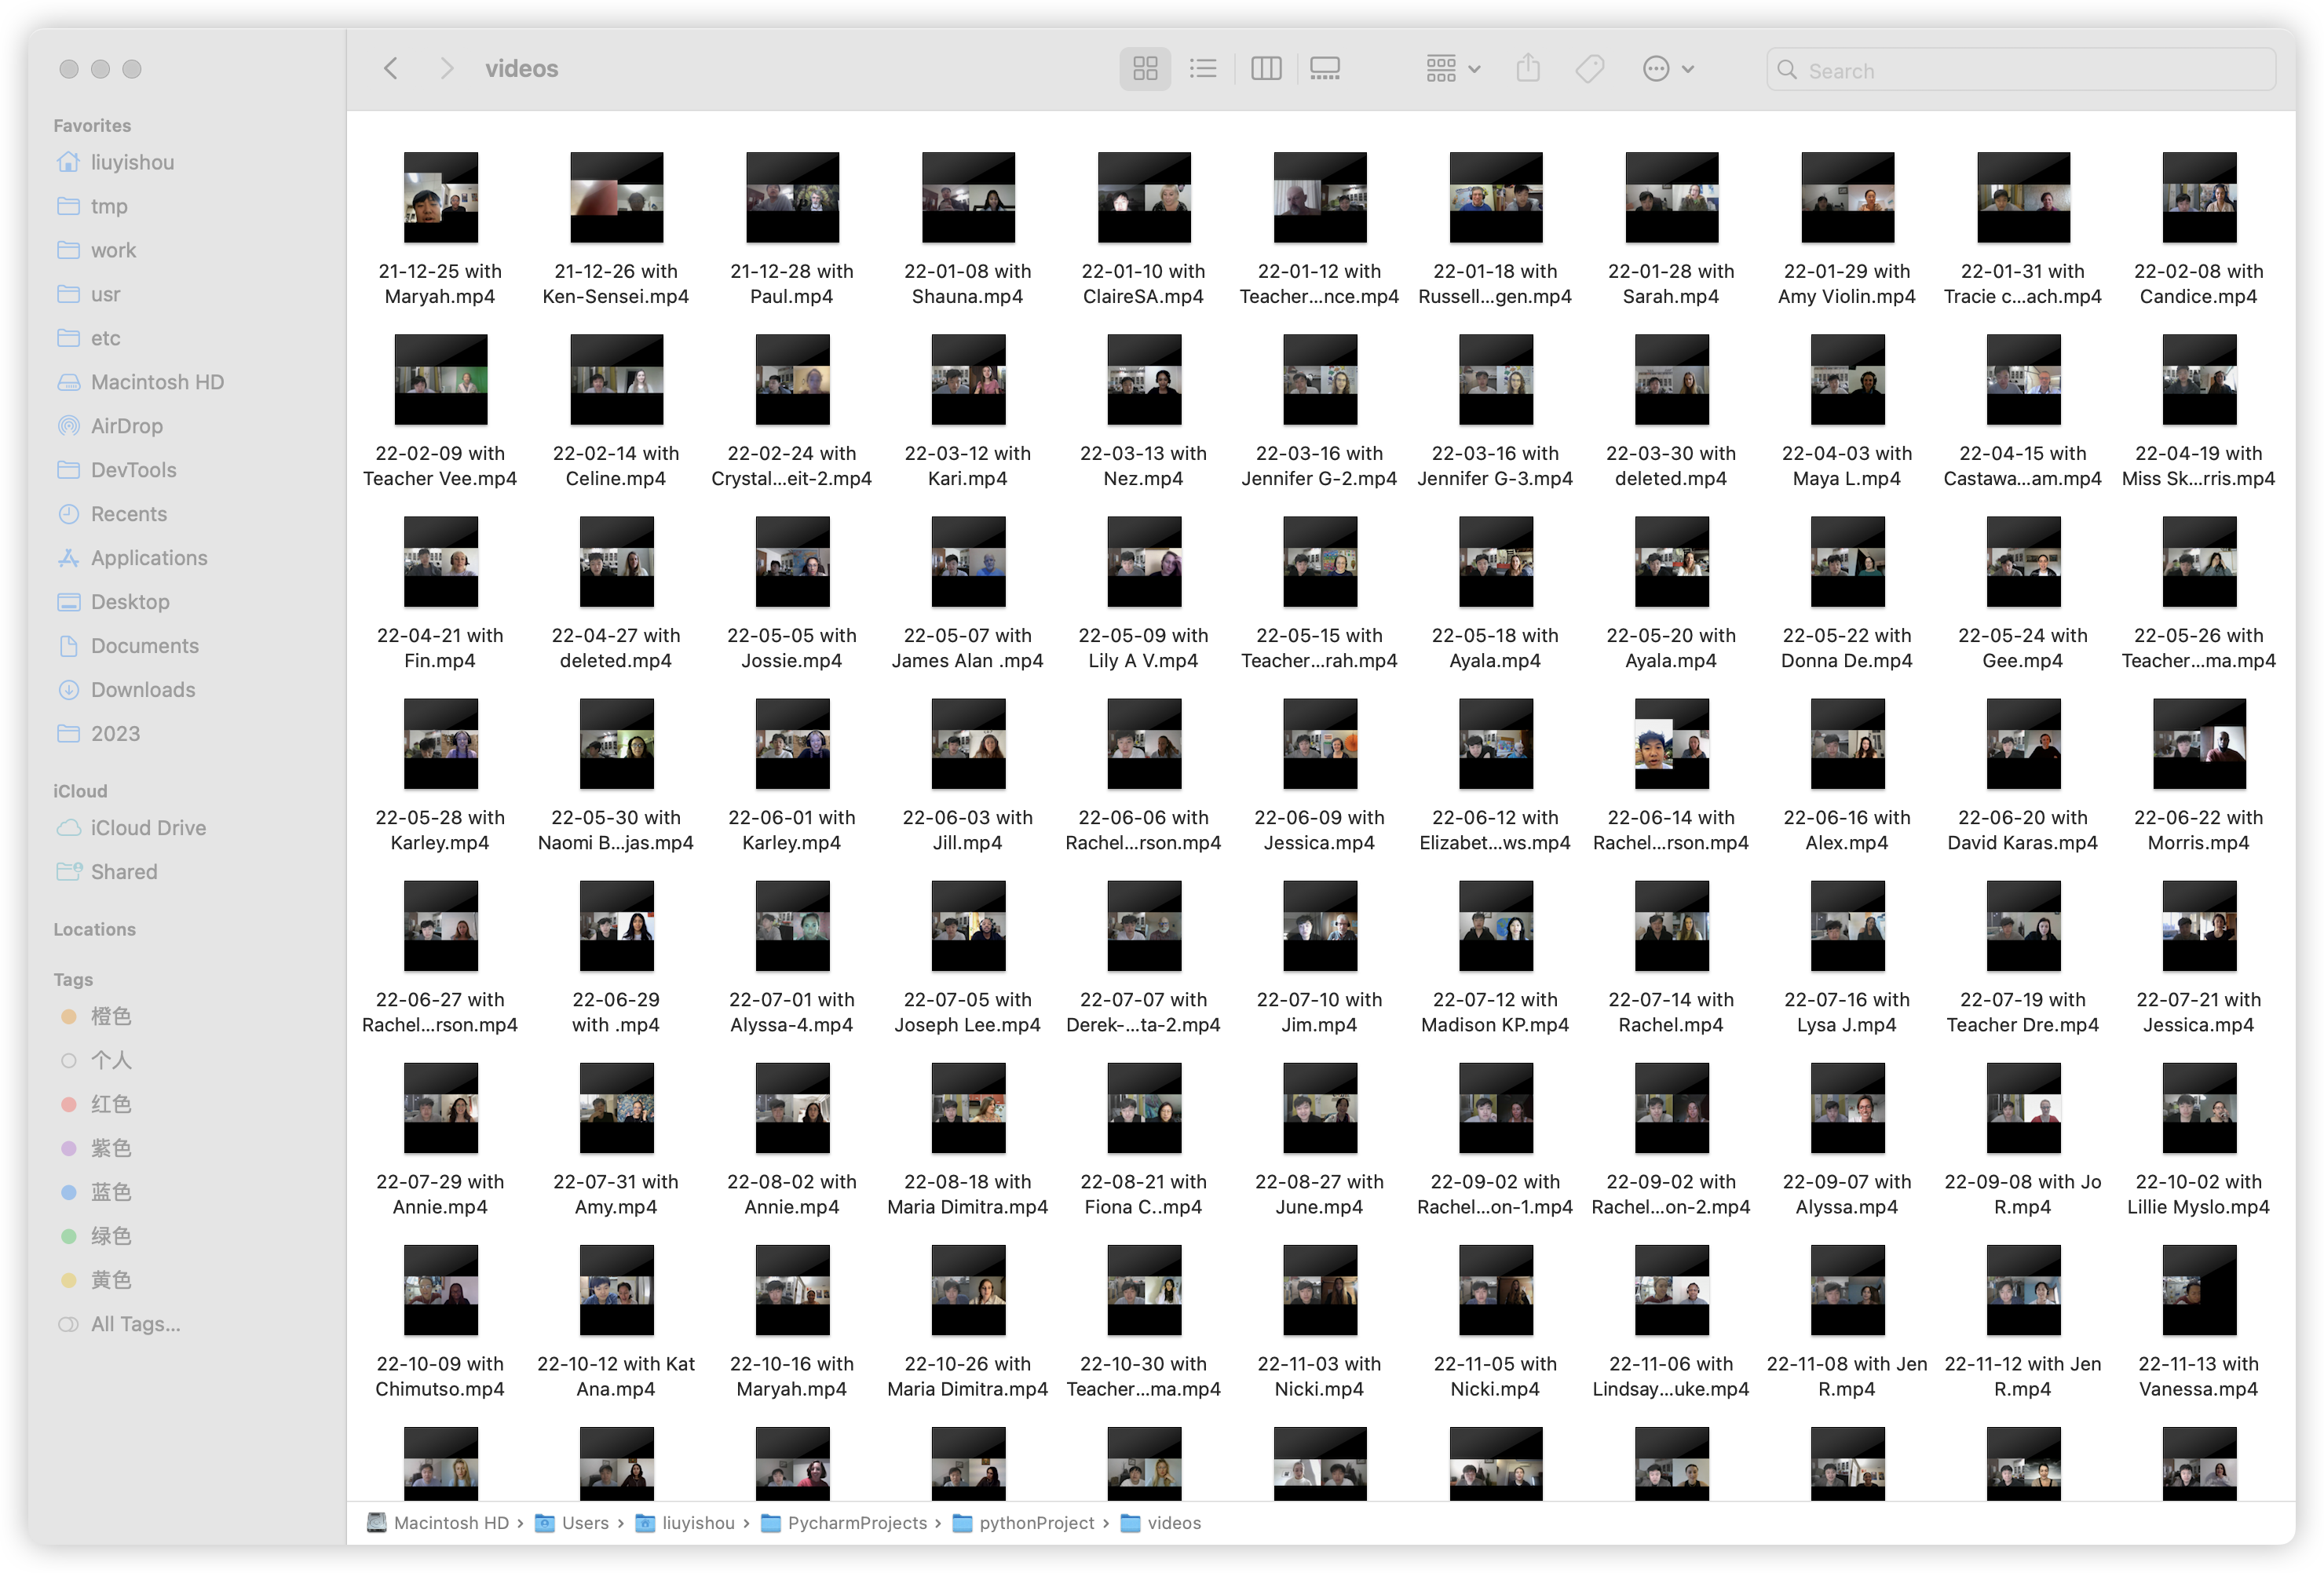 videos
Search
Favorites
liuyishou
tmp
work
usr
etc
Macintosh HD
AirDrop
DevTools
Recents
Applications
Desktop
Documents
Downloads
2023
iCloud
iCloud Drive
Shared
Locations
Tags
橙色
个人
红色
紫色
蓝色
绿色
黄色
All Tags...
21-12-25 with
Maryah.mp4
21-12-26 with
Ken-Sensei.mp4
21-12-28 with
Paul.mp4
22-01-08 with
Shauna.mp4
22-01-10 with
ClaireSA.mp4
22-01-12 with
Teacher...nce.mp4
22-01-18 with
Russell...gen.mp4
22-01-28 with
Sarah.mp4
22-01-29 with
Amy Violin.mp4
22-01-31 with
Tracie c...ach.mp4
22-02-08 with
Candice.mp4
22-02-09 with
Teacher Vee.mp4
22-02-14 with
Celine.mp4
22-02-24 with
Crystal...eit-2.mp4
22-03-12 with
Kari.mp4
22-03-13 with
Nez.mp4
22-03-16 with
Jennifer G-2.mp4
22-03-16 with
Jennifer G-3.mp4
22-03-30 with
deleted.mp4
22-04-03 with
Maya L.mp4
22-04-15 with
Castawa...am.mp4
22-04-19 with
Miss Sk...rris.mp4
22-04-21 with
Fin.mp4
22-04-27 with
deleted.mp4
22-05-05 with
Jossie.mp4
22-05-07 with
James Alan .mp4
22-05-09 with
Lily A V.mp4
22-05-15 with
Teacher...rah.mp4
22-05-18 with
Ayala.mp4
22-05-20 with
Ayala.mp4
22-05-22 with
Donna De.mp4
22-05-24 with
Gee.mp4
22-05-26 with
Teacher...ma.mp4
22-05-28 with
Karley.mp4
22-05-30 with
Naomi B...jas.mp4
22-06-01 with
Karley.mp4
22-06-03 with
Jill.mp4
22-06-06 with
Rachel...rson.mp4
22-06-09 with
Jessica.mp4
22-06-12 with
Elizabet...ws.mp4
22-06-14 with
Rachel...rson.mp4
22-06-16 with
Alex.mp4
22-06-20 with
David Karas.mp4
22-06-22 with
Morris.mp4
22-06-27 with
Rachel...rson.mp4
22-06-29
with .mp4
22-07-01 with
Alyssa-4.mp4
22-07-05 with
Joseph Lee.mp4
22-07-07 with
Derek-...ta-2.mp4
22-07-10 with
Jim.mp4
22-07-12 with
Madison KP.mp4
22-07-14 with
Rachel.mp4
22-07-16 with
Lysa J.mp4
22-07-19 with
Teacher Dre.mp4
22-07-21 with
Jessica.mp4
22-07-29 with
Annie.mp4
22-07-31 with
Amy.mp4
22-08-02 with
Annie.mp4
22-08-18 with
Maria Dimitra.mp4
22-08-21 with
Fiona C..mp4
22-08-27 with
June.mp4
22-09-02 with
Rachel...on-1.mp4
22-09-02 with
Rachel...on-2.mp4
22-09-07 with
Alyssa.mp4
22-09-08 with Jo
R.mp4
22-10-02 with
Lillie Myslo.mp4
22-10-09 with
Chimutso.mp4
22-10-12 with Kat
Ana.mp4
22-10-16 with
Maryah.mp4
22-10-26 with
Maria Dimitra.mp4
22-10-30 with
Teacher...ma.mp4
22-11-03 with
Nicki.mp4
22-11-05 with
Nicki.mp4
22-11-06 with
Lindsay...uke.mp4
22-11-08 with Jen
R.mp4
22-11-12 with Jen
R.mp4
22-11-13 with
Vanessa.mp4
Macintosh HD › Users › liuyishou › PycharmProjects › pythonProject › videos